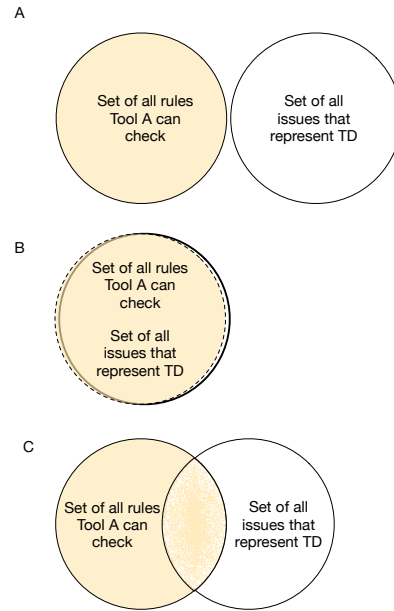 A
Set of all rules
Tool A can
check
Set of all
issues that
represent TD
B
Set of all rules
Tool A can
check
Set of all
issues that
represent TD
C
Set of all rules
Tool A can
check
Set of all
issues that
represent TD